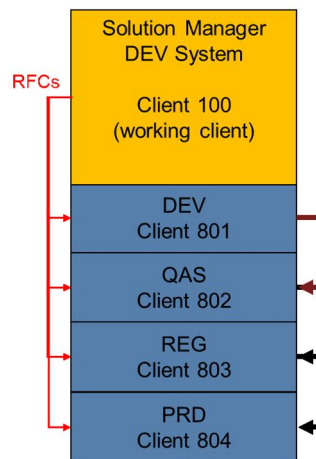 Solution Manager
DEV System
Client 100
(working client)
RFCs
DEV
Client 801
QAS
Client 802
REG
Client 803
PRD
Client 804